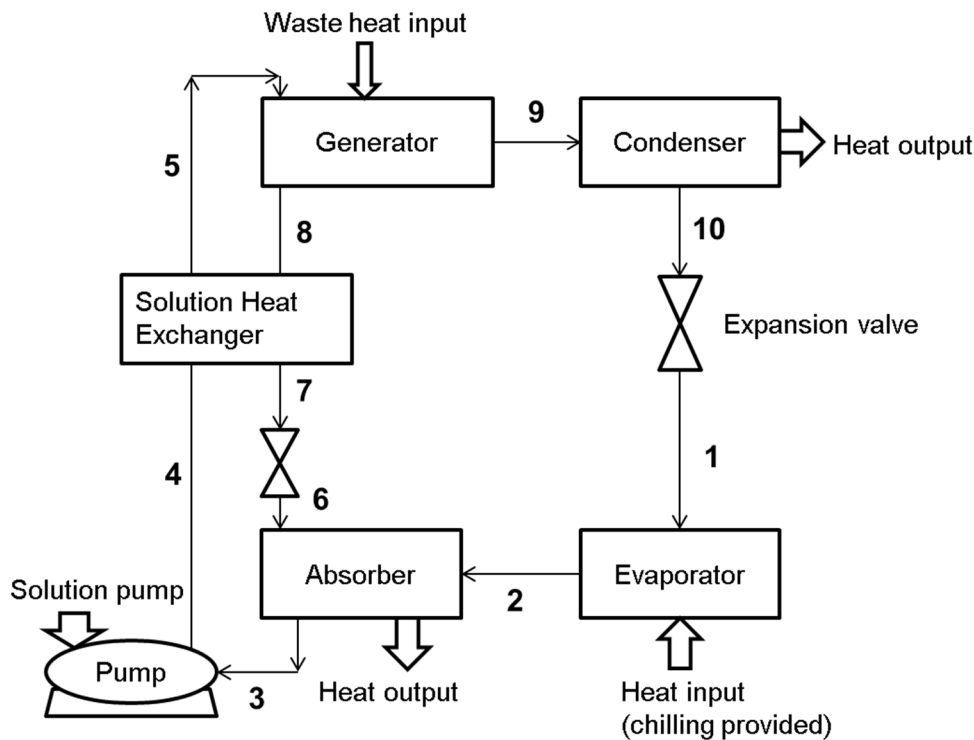 Waste heat input
9
Generator
Condenser
Heat output
5
8
10
Solution Heat
Exchanger
Expansion valve
7
4
1
6
Absorber
Evaporator
2
Solution pump
Pump
3
Heat output
Heat input
(chilling provided)